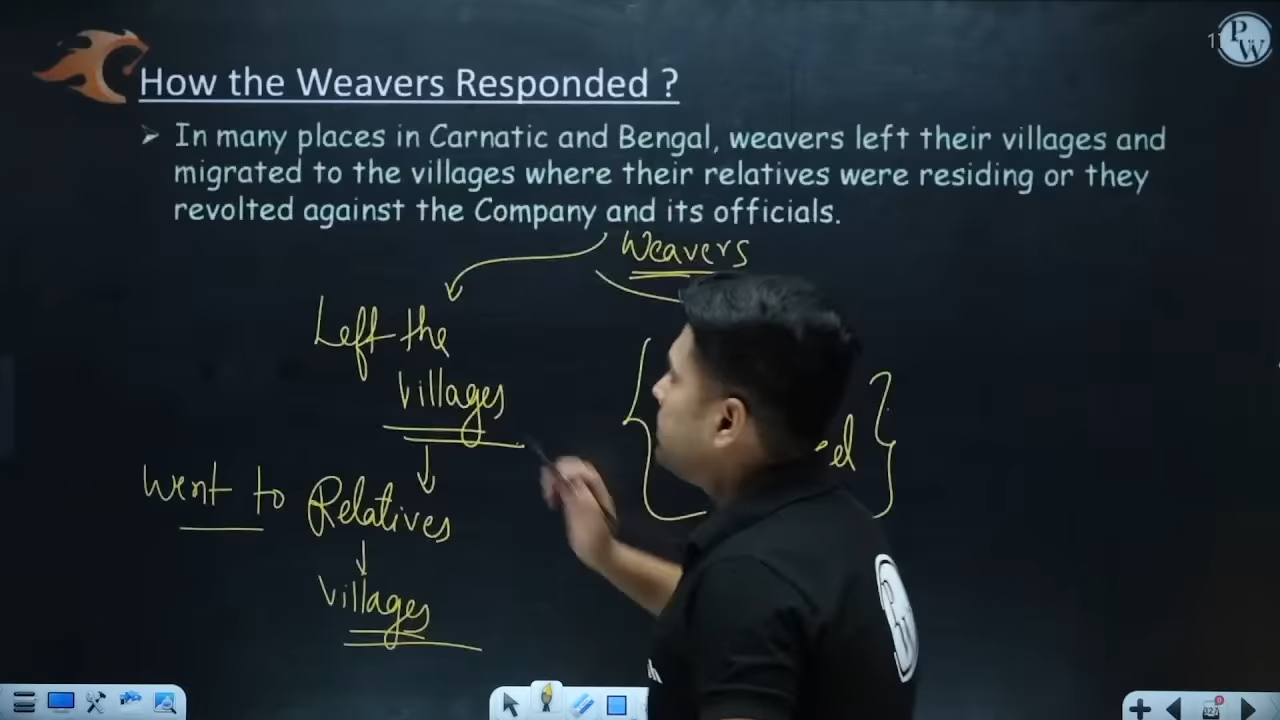 How the Weavers Responded ?
➢ In many places in Carnatic and Bengal, weavers left their villages and
migrated to the villages where their relatives were residing or they
revolted against the Company and its officials.
Weavers
Left the
villages
went to Relatives
villages
PW